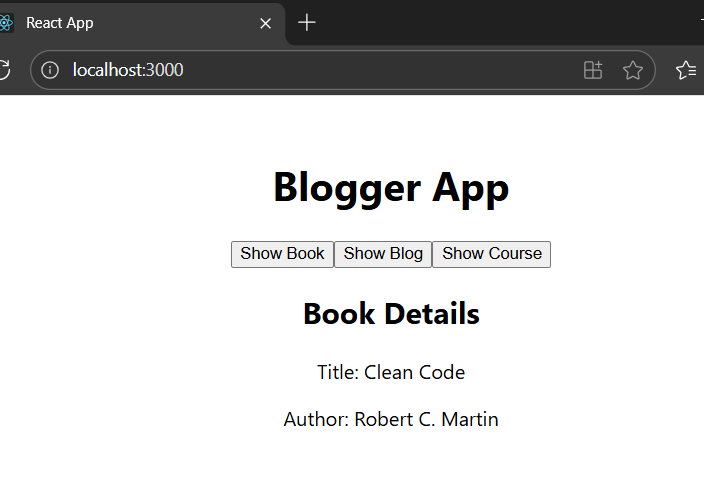 React App
localhost:3000
Blogger App
Show Book Show Blog Show Course
Book Details
Title: Clean Code
Author: Robert C. Martin